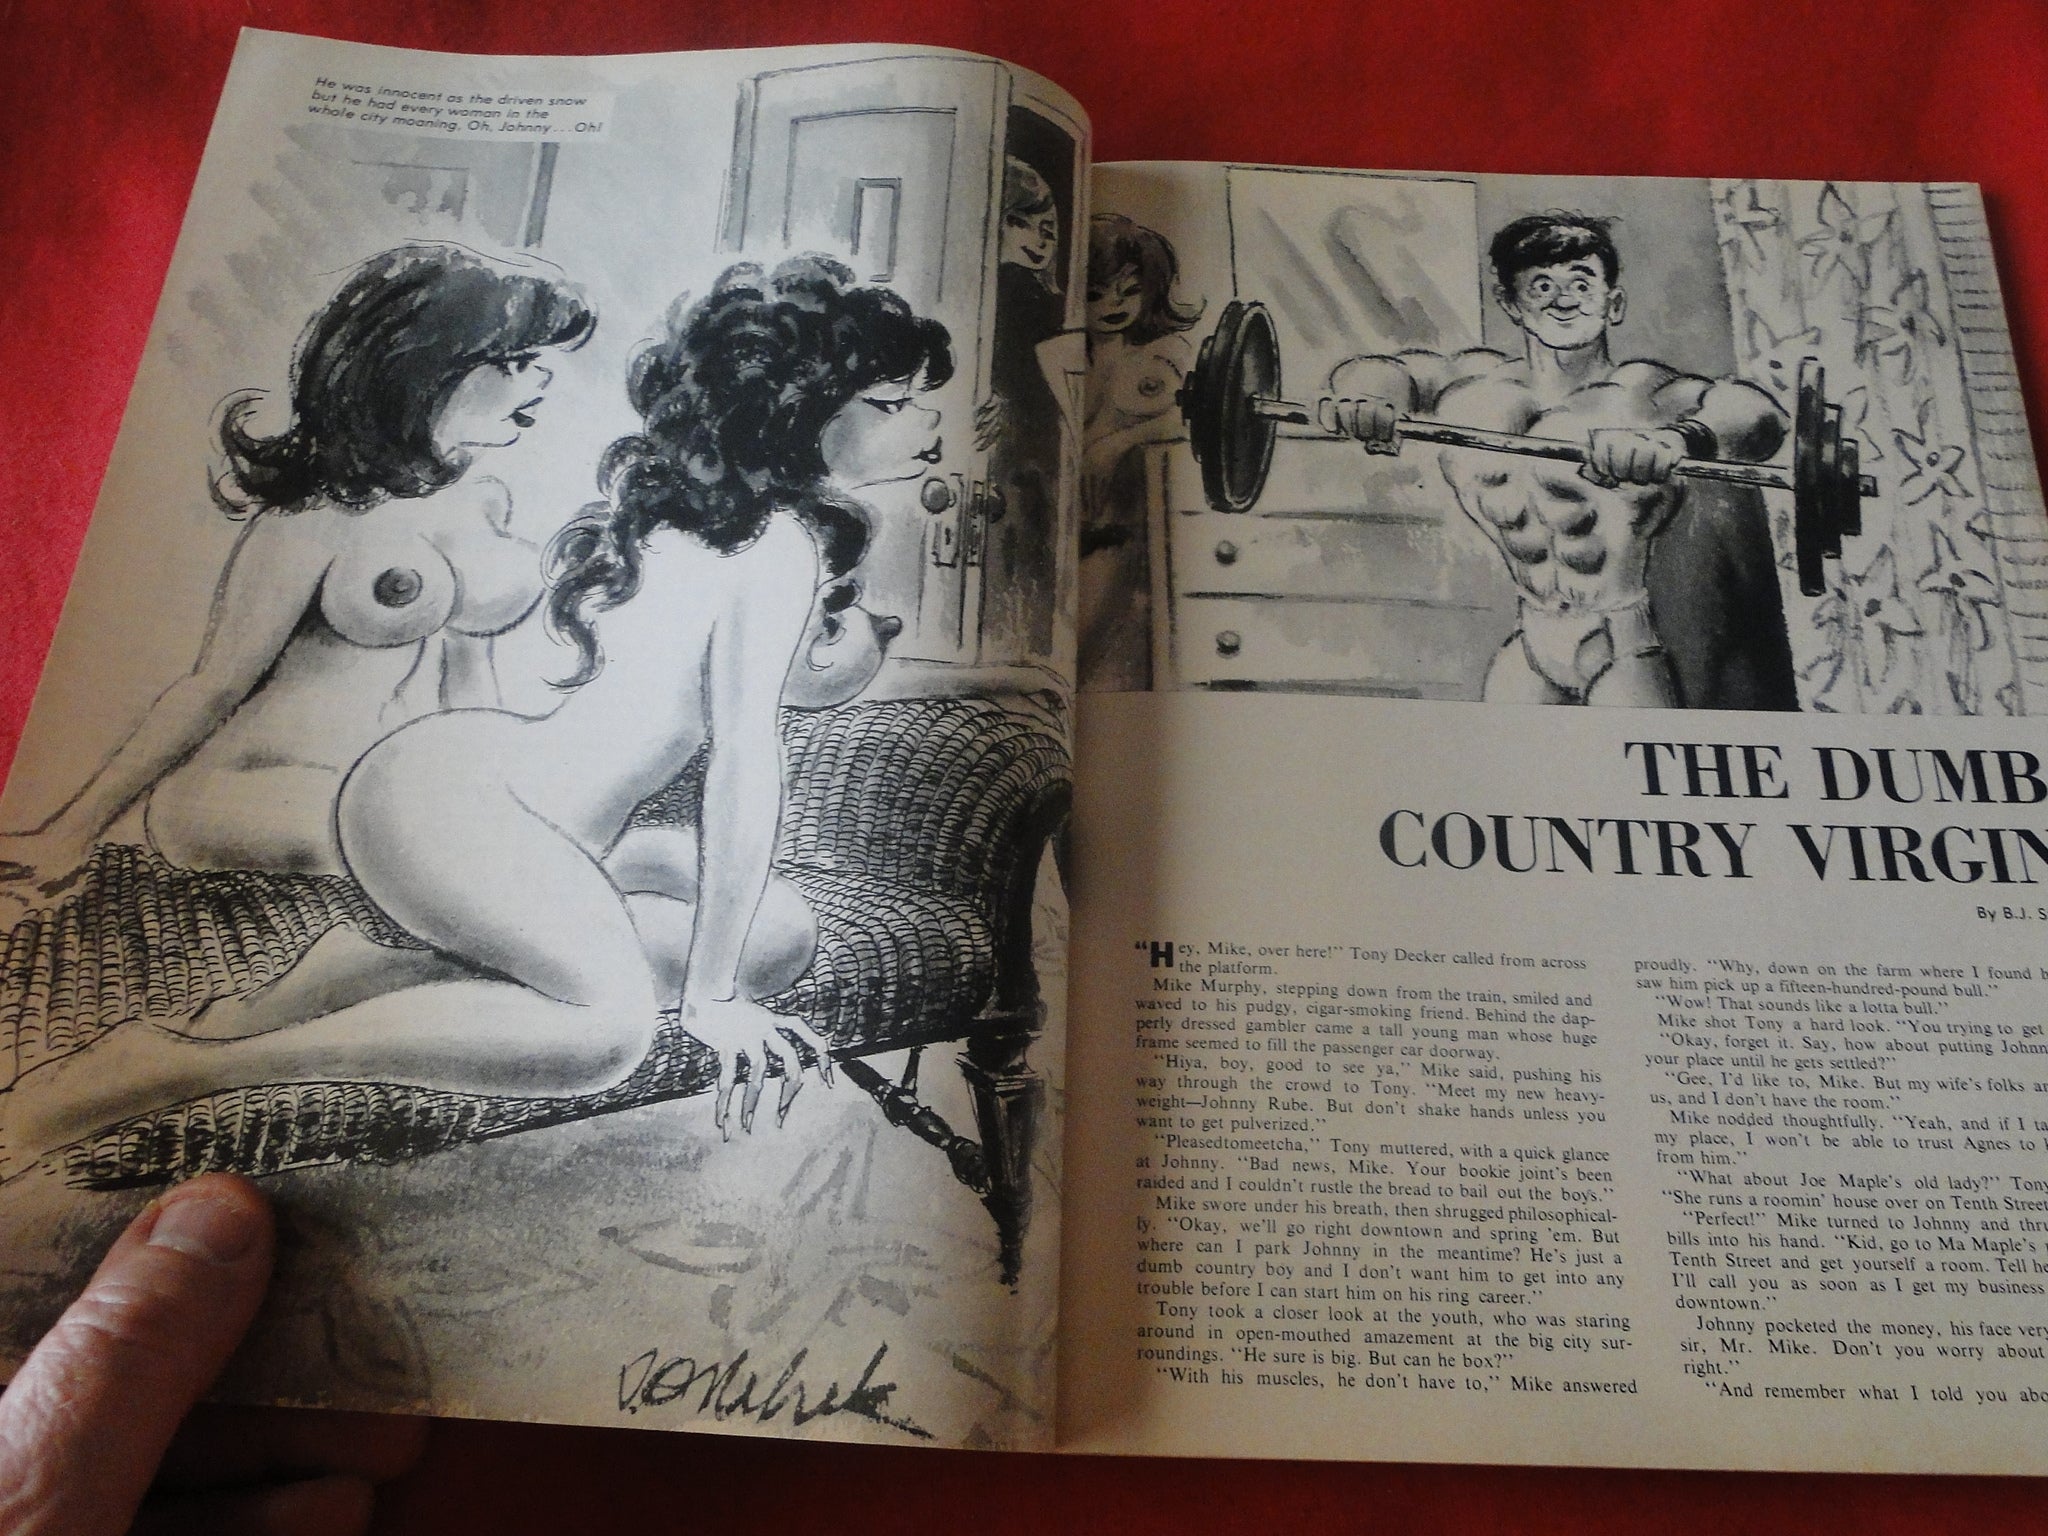 He was innocent as the driven snow
but he had every woman in the
whole city moaning, Oh, Johnny...Oh!
THE DUMB
COUNTRY VIRGIN
By B.J. S
"Hey, Mike, over here!" Tony Decker called from across
the platform.
Mike Murphy, stepping down from the train, smiled and
waved to his pudgy, cigar-smoking friend. Behind the dap-
perly dressed gambler came a tall young man whose huge
frame seemed to fill the passenger car doorway.
"Hiya, boy, good to see ya," Mike said, pushing his
way through the crowd to Tony. "Meet my new heavy-
weight—Johnny Rube. But don't shake hands unless you
want to get pulverized."
"Pleasedtomeetcha," Tony muttered, with a quick glance
at Johnny. "Bad news, Mike. Your bookie joint's been
raided and I couldn't rustle the bread to bail out the boys."
Mike swore under his breath, then shrugged philosophical-
ly. "Okay, we'll go right downtown and spring 'em. But
where can I park Johnny in the meantime? He's just a
dumb country boy and I don't want him to get into any
trouble before I can start him on his ring career."
Tony took a closer look at the youth, who was staring
around in open-mouthed amazement at the big city sur-
roundings. "He sure is big. But can he box?"
"With his muscles, he don't have to," Mike answered
proudly. "Why, down on the farm where I found
saw him pick up a fifteen-hundred-pound bull."
"Wow! That sounds like a lotta bull."
Mike shot Tony a hard look. "You trying to get
"Okay, forget it. Say, how about putting John
your place until he gets settled?"
"Gee, I'd like to, Mike. But my wife's folks
us, and I don't have the room."
Mike nodded thoughtfully. "Yeah, and if I ta
my place, I won't be able to trust Agnes to
from him."
"What about Joe Maple's old lady?" Tony
"She runs a roomin' house over on Tenth Street
"Perfect!" Mike turned to Johnny and thru
bills into his hand. "Kid, go to Ma Maple's
Tenth Street and get yourself a room. Tell he
I'll call you as soon as I get my business
downtown."
Johnny pocketed the money, his face very
sir, Mr. Mike. Don't you worry about
right."
"And remember what I told you abo